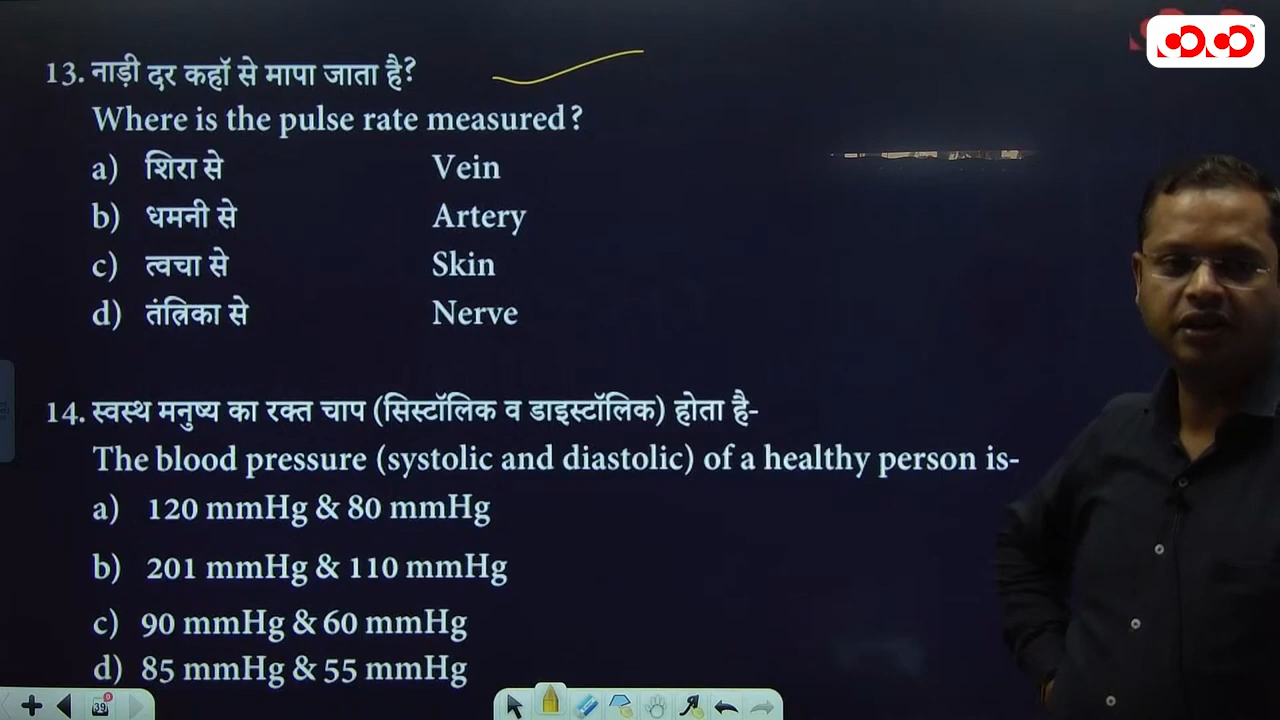 13. नाड़ी दर कहाॅ से मापा जाता है?
Where is the pulse rate measured?
a) शिरा से Vein
b) धमनी से Artery
c) त्वचा से Skin
d) तंत्रिका से Nerve
14. स्वस्थ मनुष्य का रक्त चाप (सिस्टॉलिक व डाइस्टॉलिक) होता है-
The blood pressure (systolic and diastolic) of a healthy person is-
a) 120 mmHg & 80 mmHg
b) 201 mmHg & 110 mmHg
c) 90 mmHg & 60 mmHg
d) 85 mmHg & 55 mmHg
39